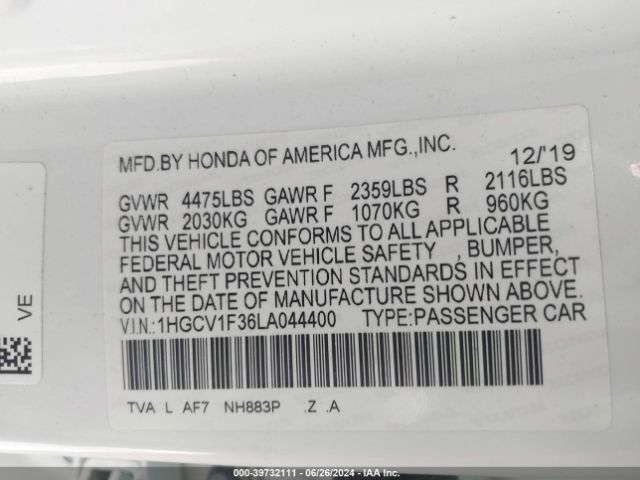 MFD.BY HONDA OF AMERICA MFG.,INC. 12/'19
GVWR 4475LBS GAWR F 2359LBS R 2116LBS
GVWR 2030KG GAWR F 1070KG R 960KG
THIS VEHICLE CONFORMS TO ALL APPLICABLE
FEDERAL MOTOR VEHICLE SAFETY , BUMPER,
AND THEFT PREVENTION STANDARDS IN EFFECT
ON THE DATE OF MANUFACTURE SHOWN ABOVE.
V.I.N.:1HGCV1F36LA044400 TYPE:PASSENGER CAR
TVA L AF7 NH883P .Z .A
VE
000-39732111 - 06/26/2024 - IAA Inc.